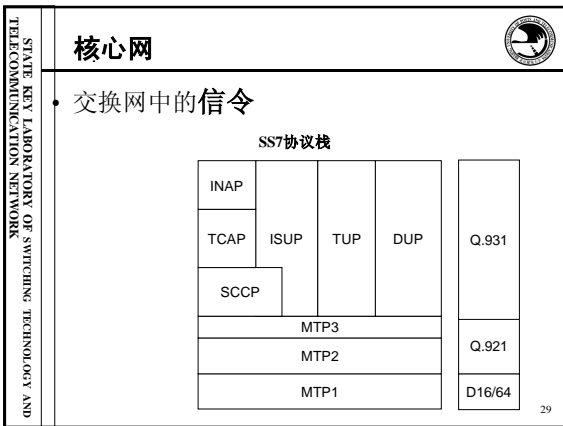 STATE KEY LABORATORY OF SWITCHING TECHNOLOGY AND
TELECOMMUNICATION NETWORK
核心网
• 交换网中的信令
SS7协议栈
INAP
TCAP ISUP TUP DUP Q.931
SCCP
MTP3
MTP2 Q.921
MTP1 D16/64
29